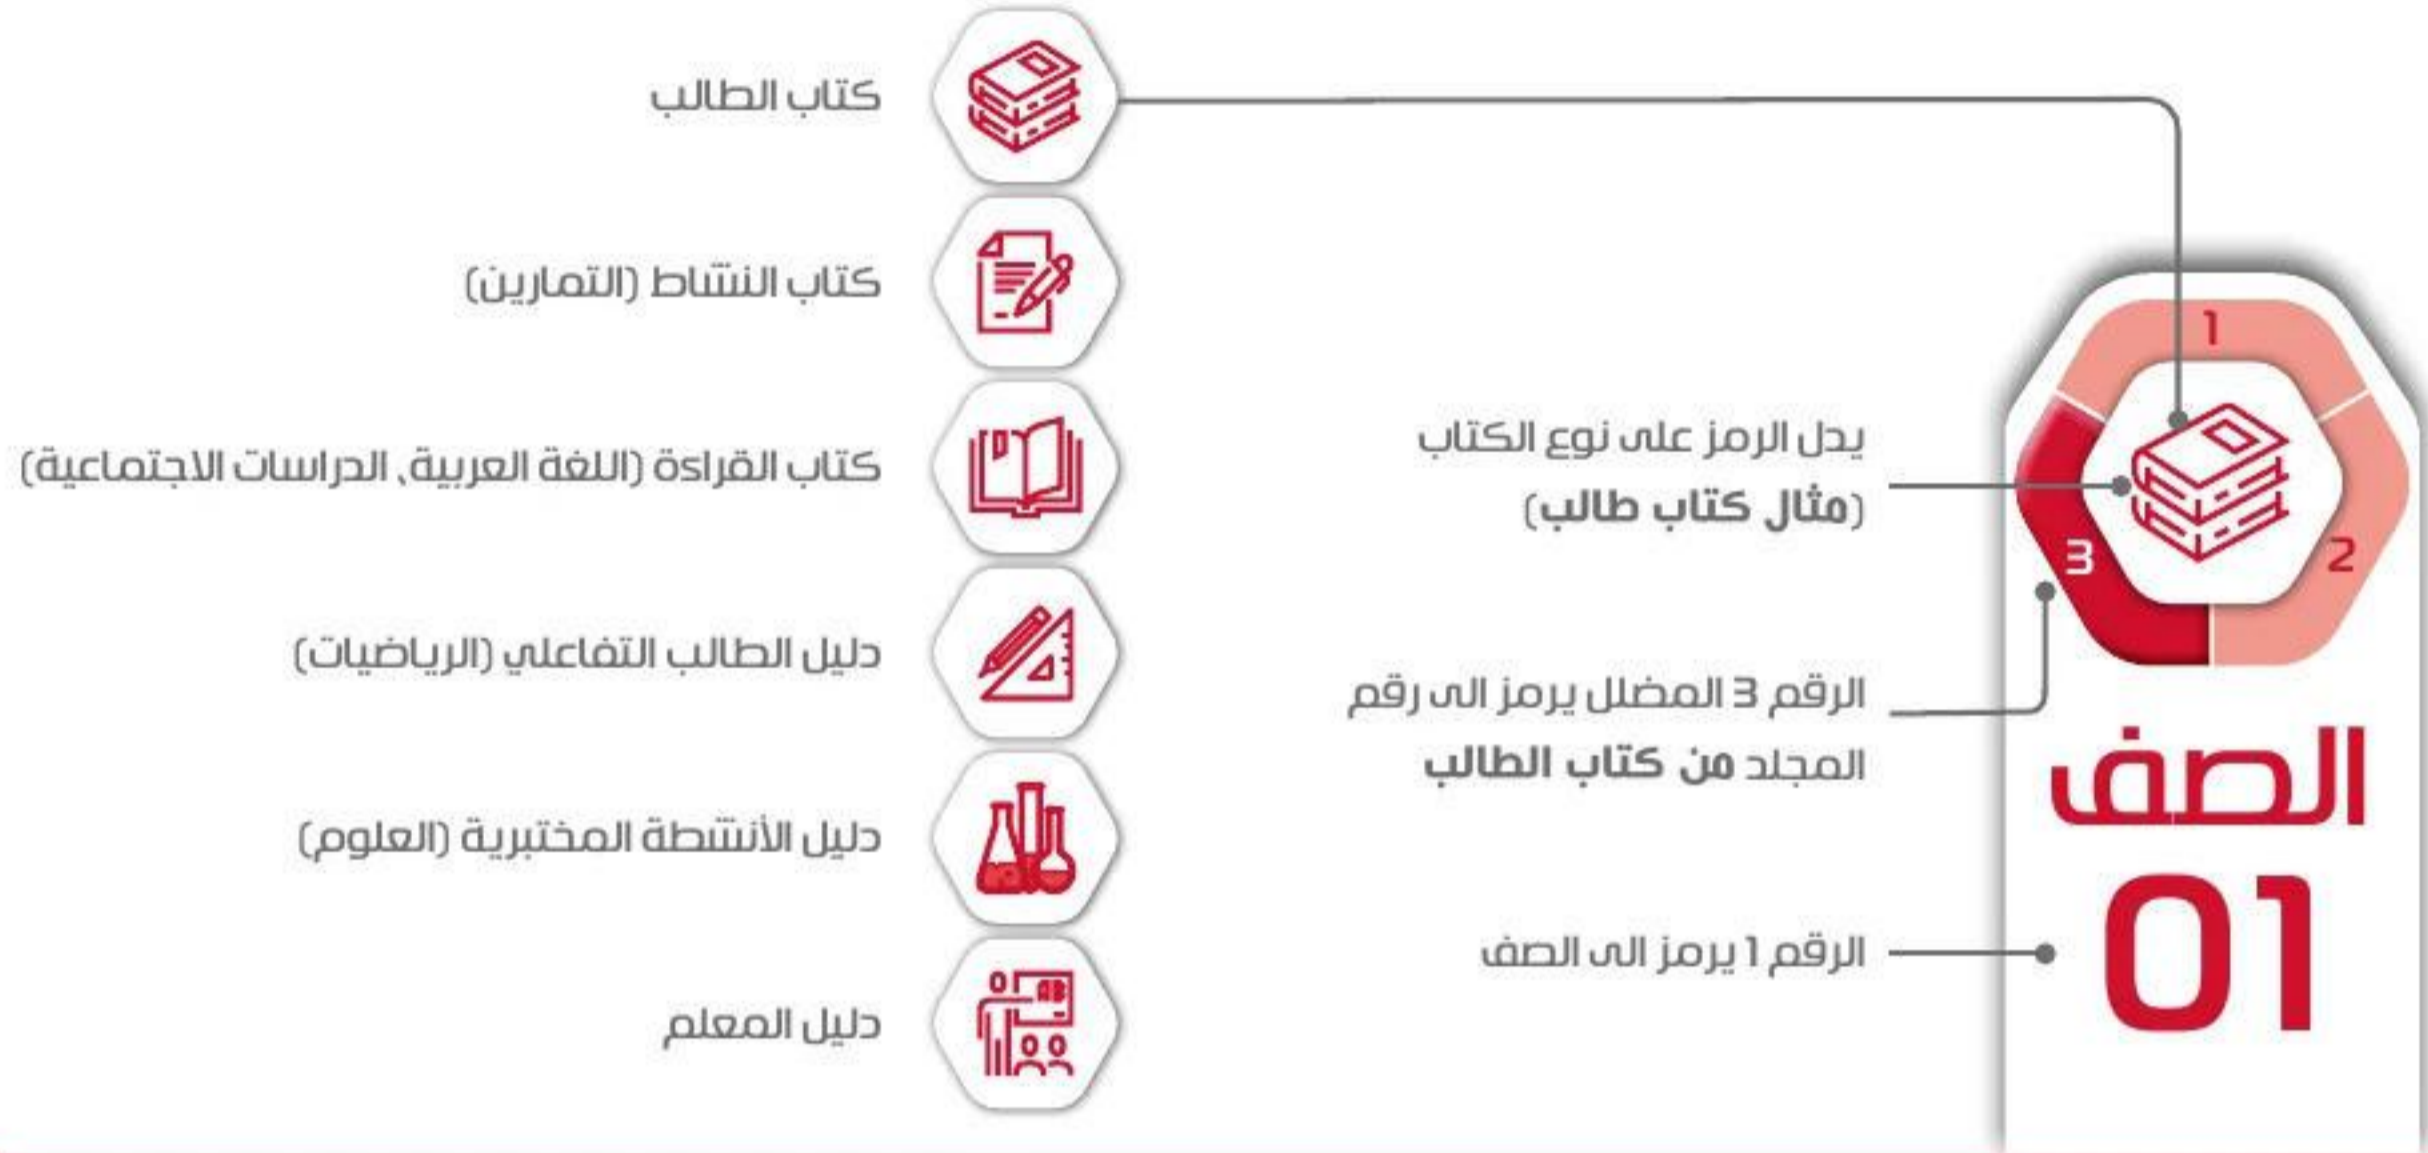 1
2
3
الصف
01
يدل الرمز على نوع الكتاب
(مثال كتاب طالب)
الرقم 3 المضلل يرمز الى رقم
المجلد من كتاب الطالب
الرقم 1 يرمز الى الصف
كتاب الطالب
كتاب النشاط (التمارين)
كتاب القراءة (اللغة العربية، الدراسات الاجتماعية)
دليل الطالب التفاعلي (الرياضيات)
دليل الأنشطة المختبرية (العلوم)
دليل المعلم
AB